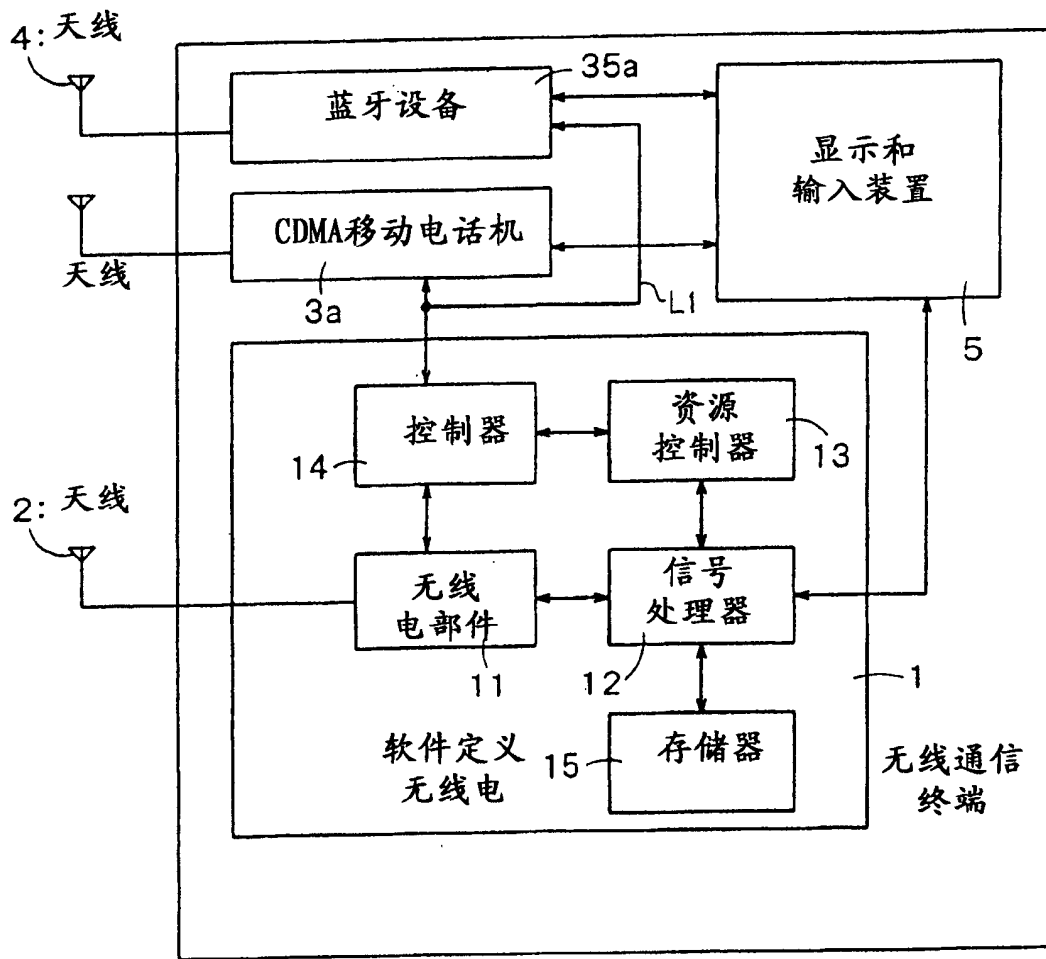 4:天线
35a
蓝牙设备
显示和
输入装置
CDMA移动电话机
天线
3a
L1
5
控制器
14
资源
控制器
13
2:天线
无线
电部件
11
信号
处理器
12
1
软件定义
无线电
15
存储器
无线通信
终端